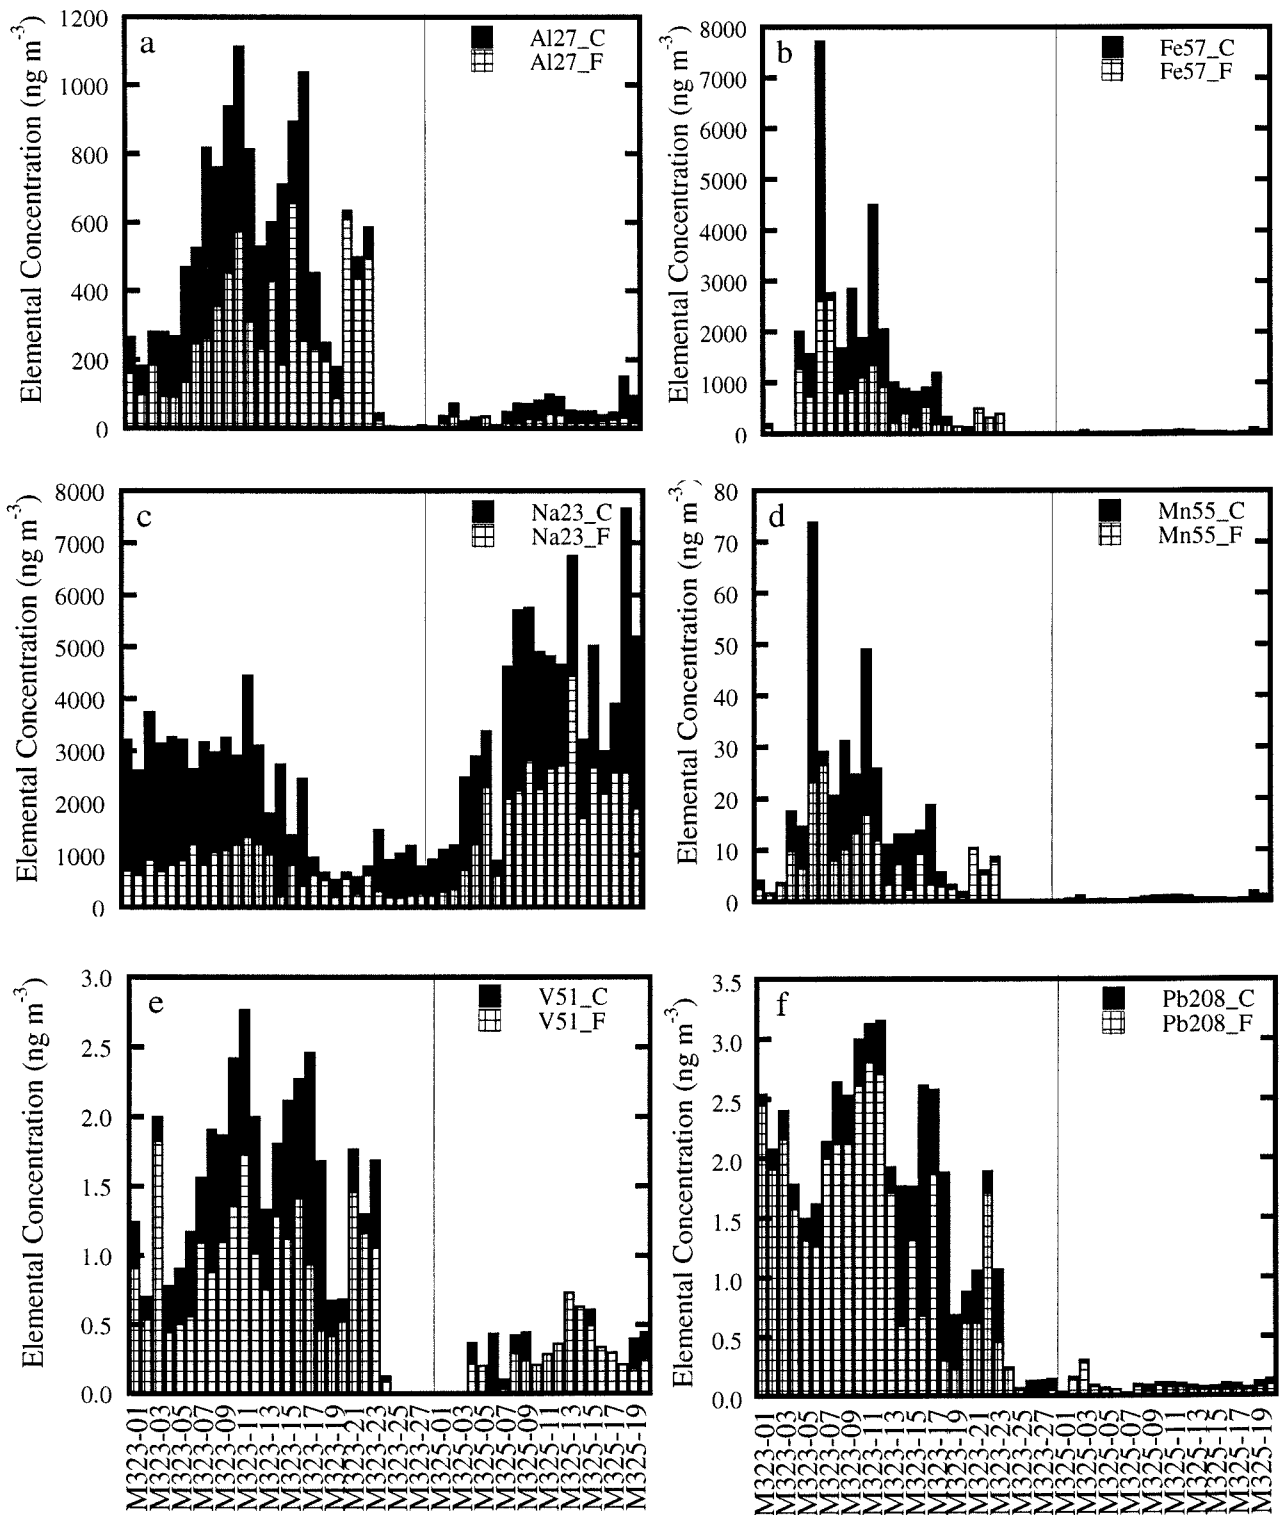 a
Al27_C
Al27_F
Elemental Concentration (ng m⁻³)
1200
1000
800
600
400
200
0
b
Fe57_C
Fe57_F
Elemental Concentration (ng m⁻³)
8000
7000
6000
5000
4000
3000
2000
1000
0
c
Na23_C
Na23_F
Elemental Concentration (ng m⁻³)
8000
7000
6000
5000
4000
3000
2000
1000
0
d
Mn55_C
Mn55_F
Elemental Concentration (ng m⁻³)
80
70
60
50
40
30
20
10
0
e
V51_C
V51_F
Elemental Concentration (ng m⁻³)
3.0
2.5
2.0
1.5
1.0
0.5
0.0
M323-01
M323-03
M323-05
M323-07
M323-09
M323-11
M323-13
M323-15
M323-17
M323-19
M323-21
M323-23
M323-25
M323-27
M325-01
M325-03
M325-05
M325-07
M325-09
M325-11
M325-13
M325-15
M325-17
M325-19
f
Pb208_C
Pb208_F
Elemental Concentration (ng m⁻³)
3.5
3.0
2.5
2.0
1.5
1.0
0.5
0.0
M323-01
M323-03
M323-05
M323-07
M323-09
M323-11
M323-13
M323-15
M323-17
M323-19
M323-21
M323-23
M323-25
M323-27
M325-01
M325-03
M325-05
M325-07
M325-09
M325-11
M325-13
M325-15
M325-17
M325-19